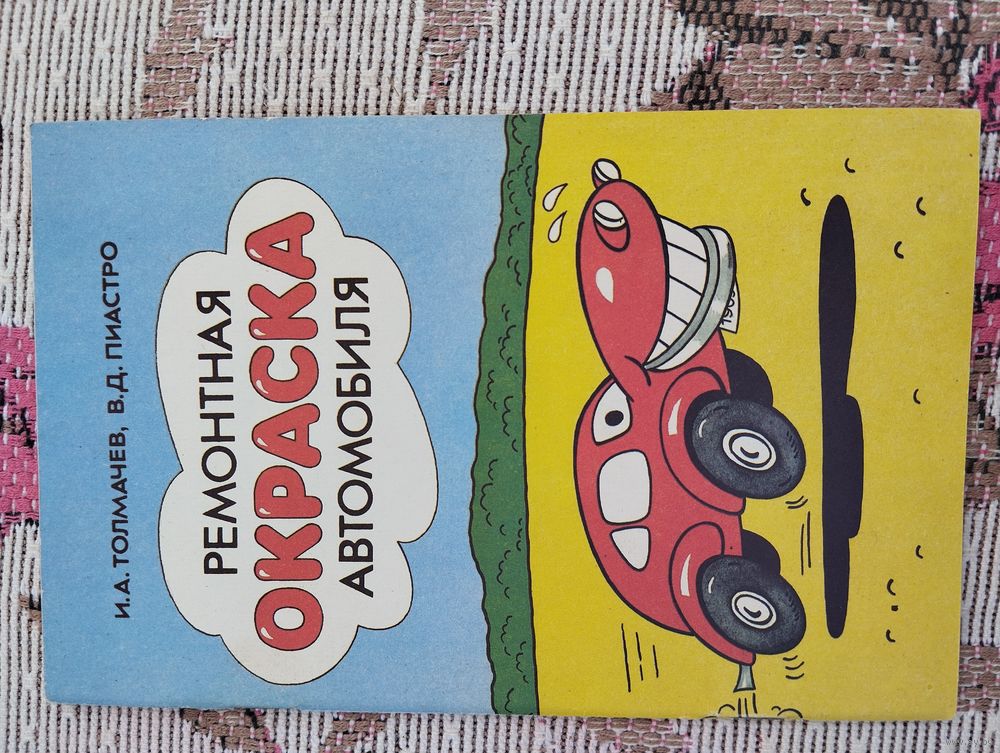 И.А. ТОЛМАЧЕВ, В.Д. ПИАСТРО
РЕМОНТНАЯ
ОКРАСКА
АВТОМОБИЛЯ